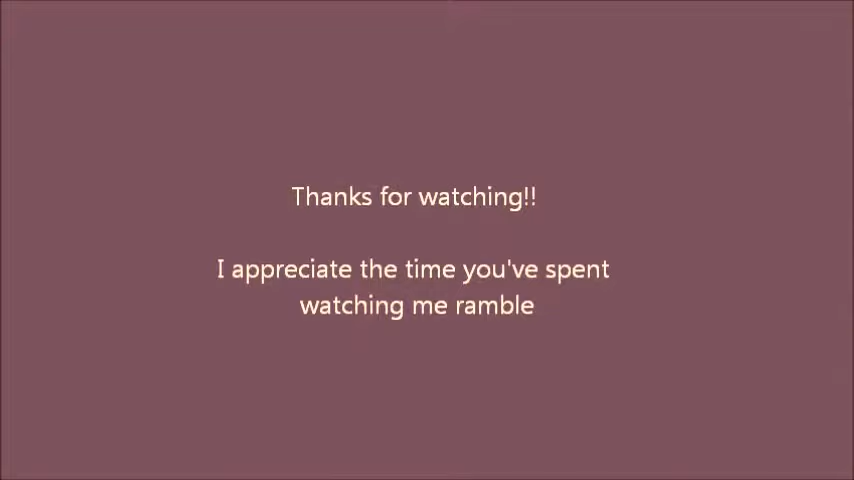 Thanks for watching!!
I appreciate the time you've spent
watching me ramble